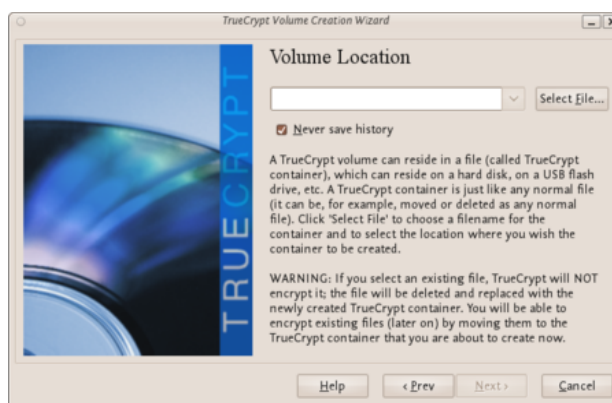 TrueCrypt Volume Creation Wizard
Volume Location
Select File...
Never save history
A TrueCrypt volume can reside in a file (called TrueCrypt
container), which can reside on a hard disk, on a USB flash
drive, etc. A TrueCrypt container is just like any normal file
(it can be, for example, moved or deleted as any normal
file). Click 'Select File' to choose a filename for the
container and to select the location where you wish the
container to be created.
WARNING: If you select an existing file, TrueCrypt will NOT
encrypt it; the file will be deleted and replaced with the
newly created TrueCrypt container. You will be able to
encrypt existing files (later on) by moving them to the
TrueCrypt container that you are about to create now.
TRUECRYPT
Help
< Prev
Next >
Cancel